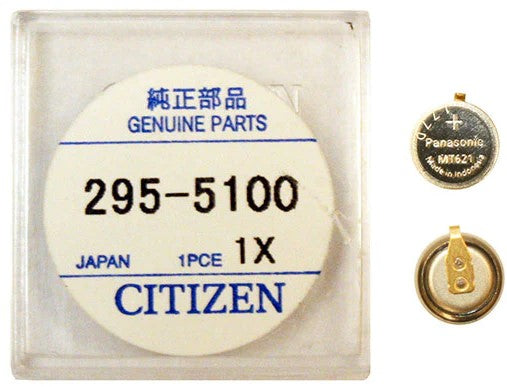 純正部品
GENUINE PARTS
295-5100
JAPAN 1PCE 1X
CITIZEN
+
Panasonic
MT621
Made in Indonesia